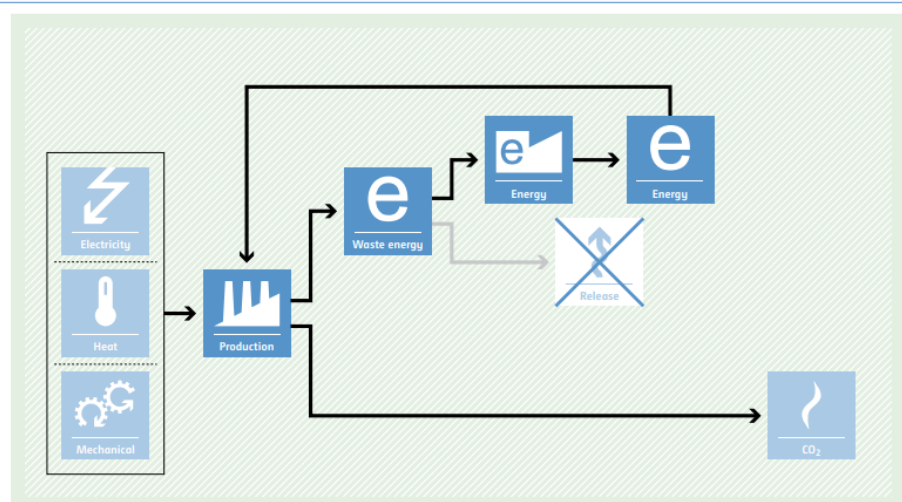 Electricity
Heat
Mechanical
Production
e
Waste energy
e
Energy
e
Energy
Release
CO₂